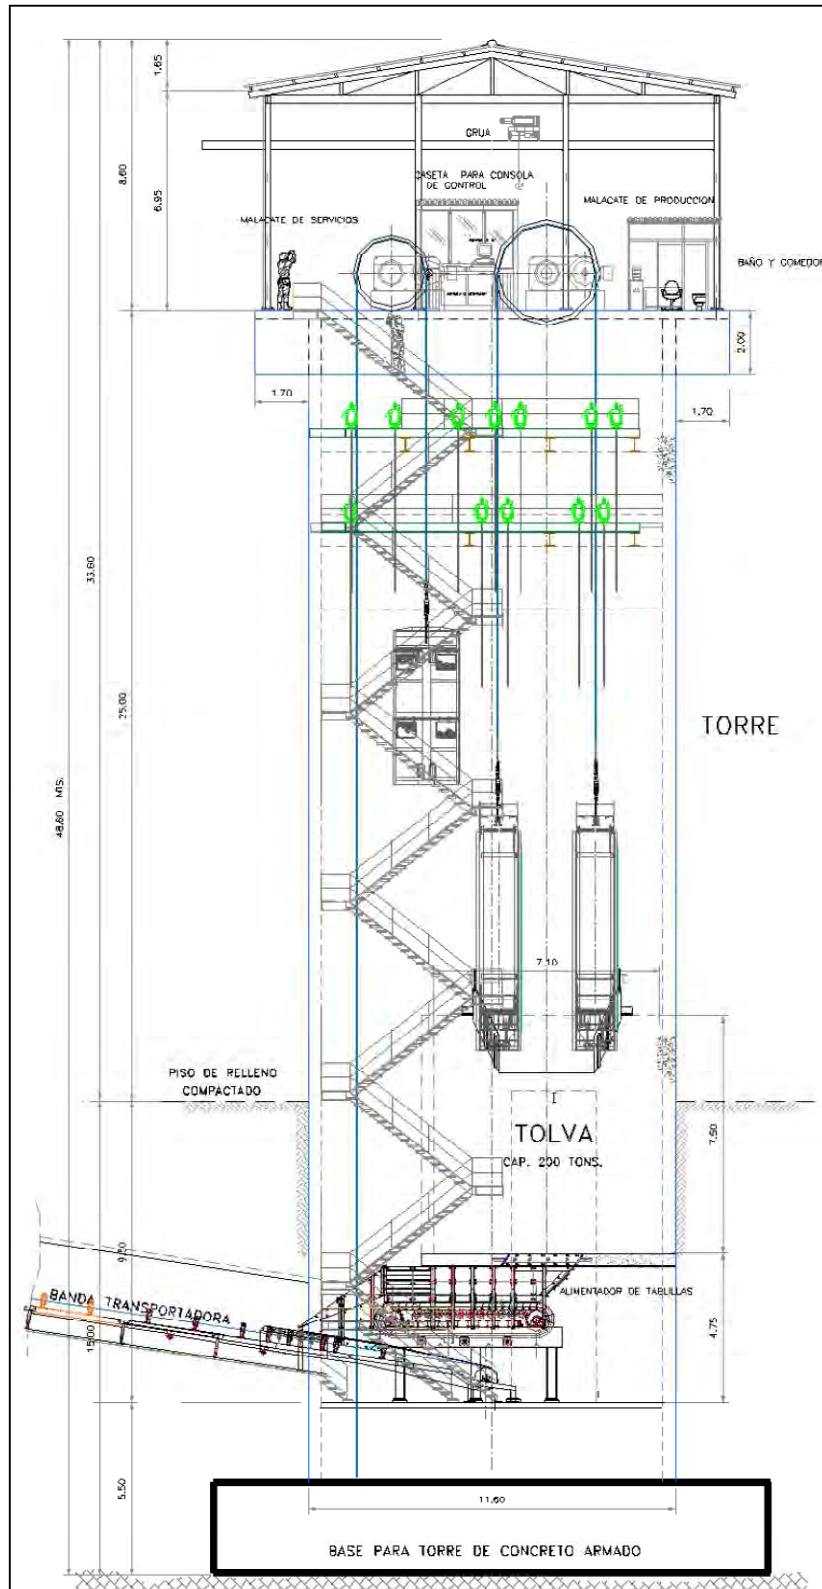 1.65
8.60
6.95
GRUA
CASETA PARA CONSOLA
DE CONTROL
MALACATE DE SERVICIOS
MALACATE DE PRODUCCION
BAÑO Y COMEDOR
2.00
1.70
1.70
33.60
25.00
TORRE
48.60 MTS.
7.10
PISO DE RELLENO
COMPACTADO
TOLVA
CAP. 200 TONS.
7.50
BANDA TRANSPORTADORA
ALIMENTADOR DE TABLILLAS
15.00
4.75
5.50
11.60
BASE PARA TORRE DE CONCRETO ARMADO